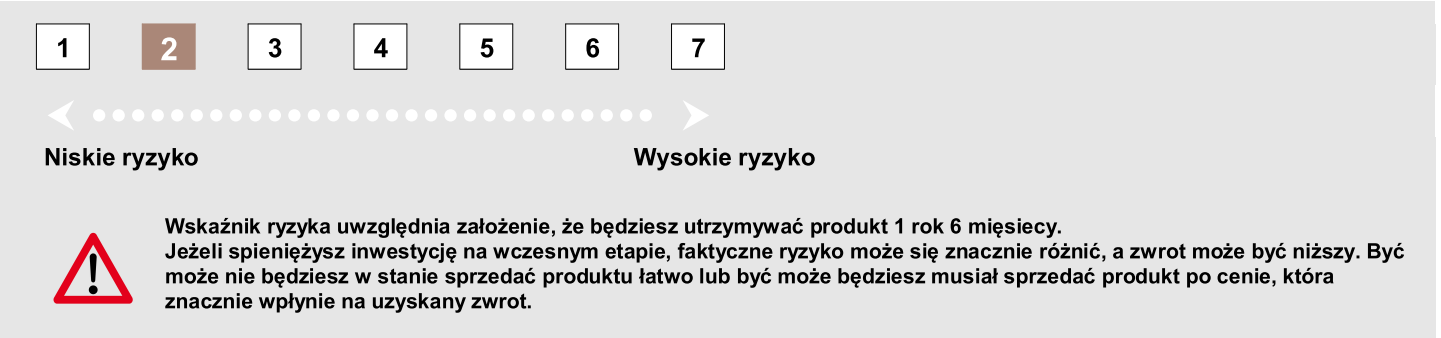 1 2 3 4 5 6 7
Niskie ryzyko Wysokie ryzyko
Wskaźnik ryzyka uwzględnia założenie, że będziesz utrzymywać produkt 1 rok 6 mięsiecy.
Jeżeli spieniężysz inwestycję na wczesnym etapie, faktyczne ryzyko może się znacznie różnić, a zwrot może być niższy. Być
może nie będziesz w stanie sprzedać produktu łatwo lub być może będziesz musiał sprzedać produkt po cenie, która
znacznie wpłynie na uzyskany zwrot.